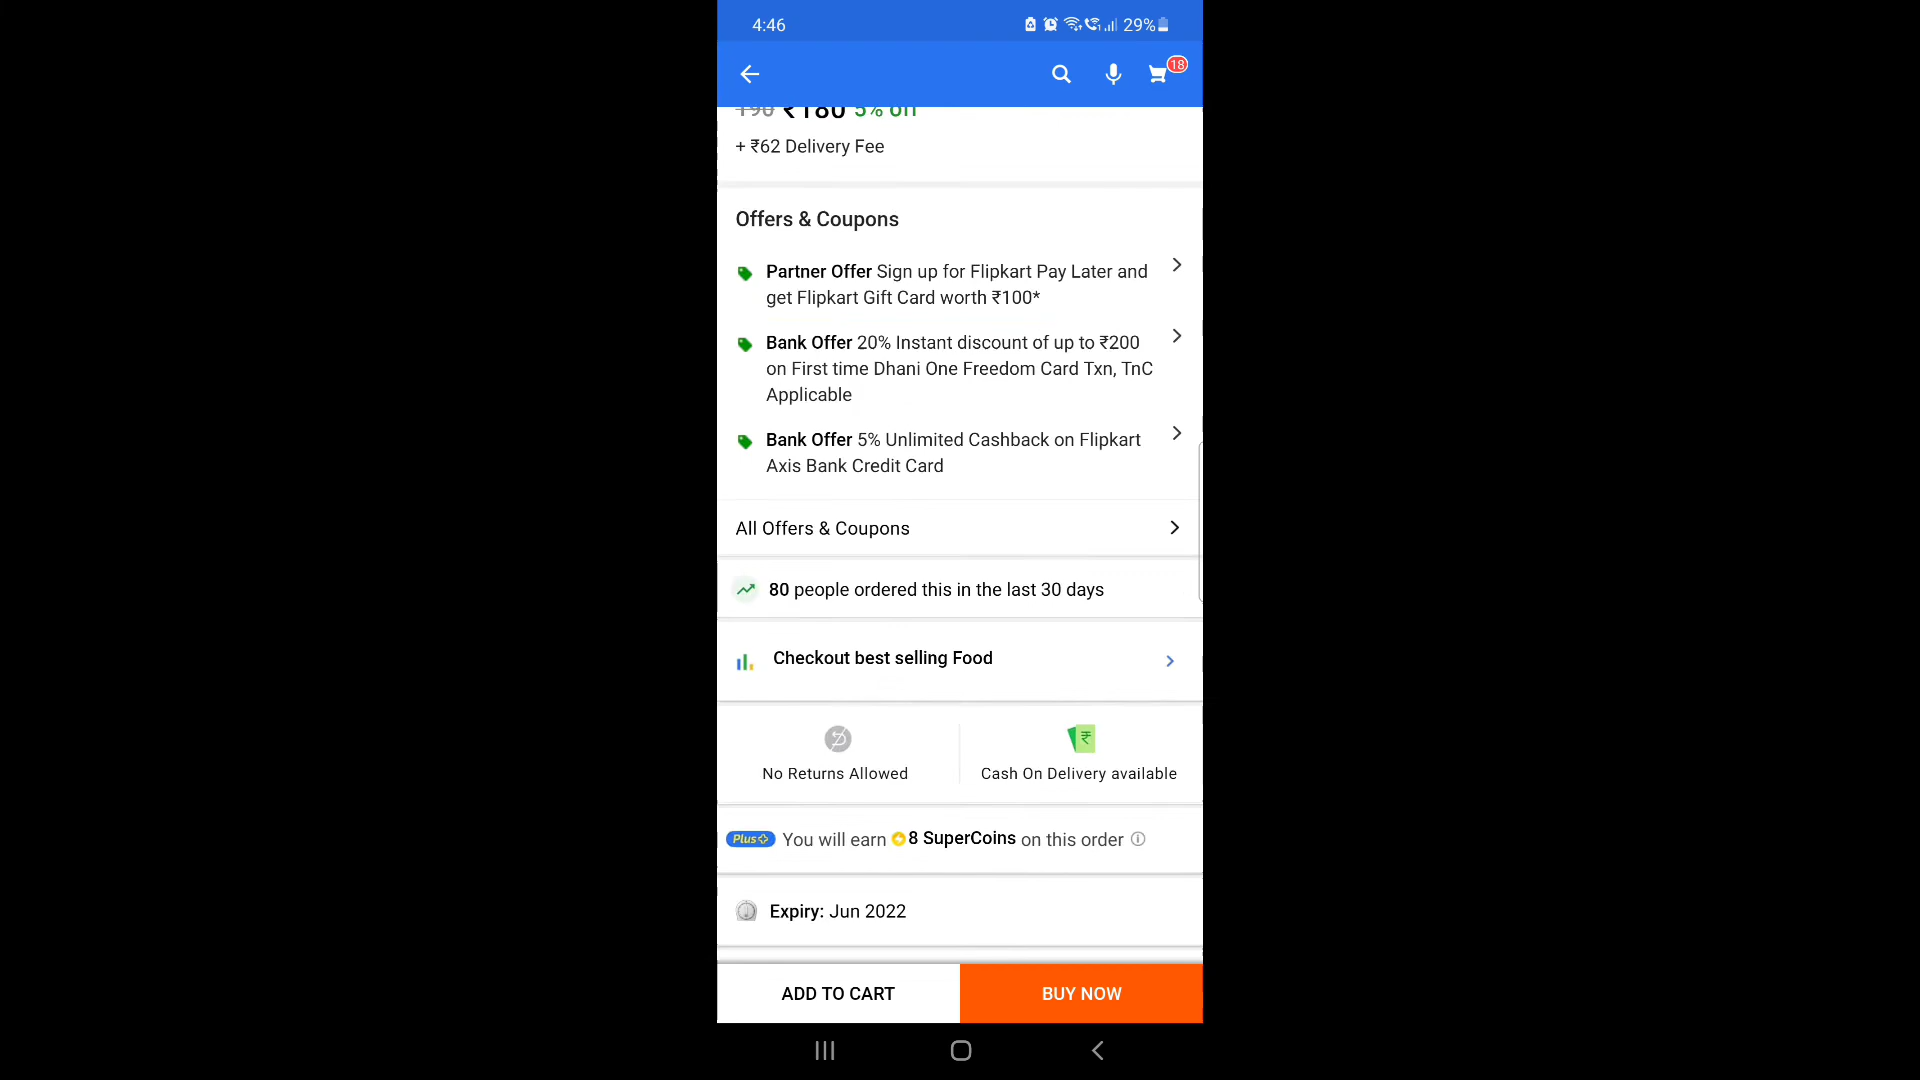 4:46
29%
18
190 ₹180 5% off
+ ₹62 Delivery Fee
Offers & Coupons
Partner Offer Sign up for Flipkart Pay Later and
get Flipkart Gift Card worth ₹100*
Bank Offer 20% Instant discount of up to ₹200
on First time Dhani One Freedom Card Txn, TnC
Applicable
Bank Offer 5% Unlimited Cashback on Flipkart
Axis Bank Credit Card
All Offers & Coupons
80 people ordered this in the last 30 days
Checkout best selling Food
No Returns Allowed
Cash On Delivery available
Plus You will earn 8 SuperCoins on this order
Expiry: Jun 2022
ADD TO CART
BUY NOW